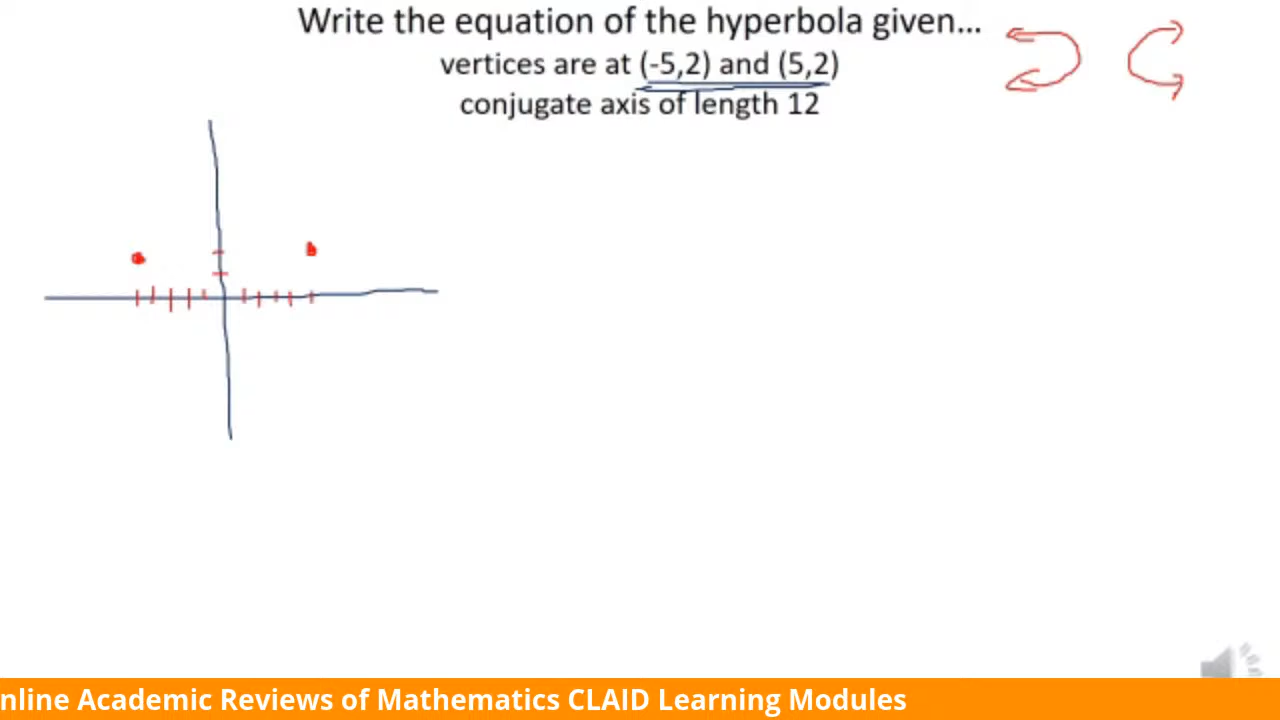 Write the equation of the hyperbola given...
vertices are at (-5,2) and (5,2)
conjugate axis of length 12
nline Academic Reviews of Mathematics CLAID Learning Modules